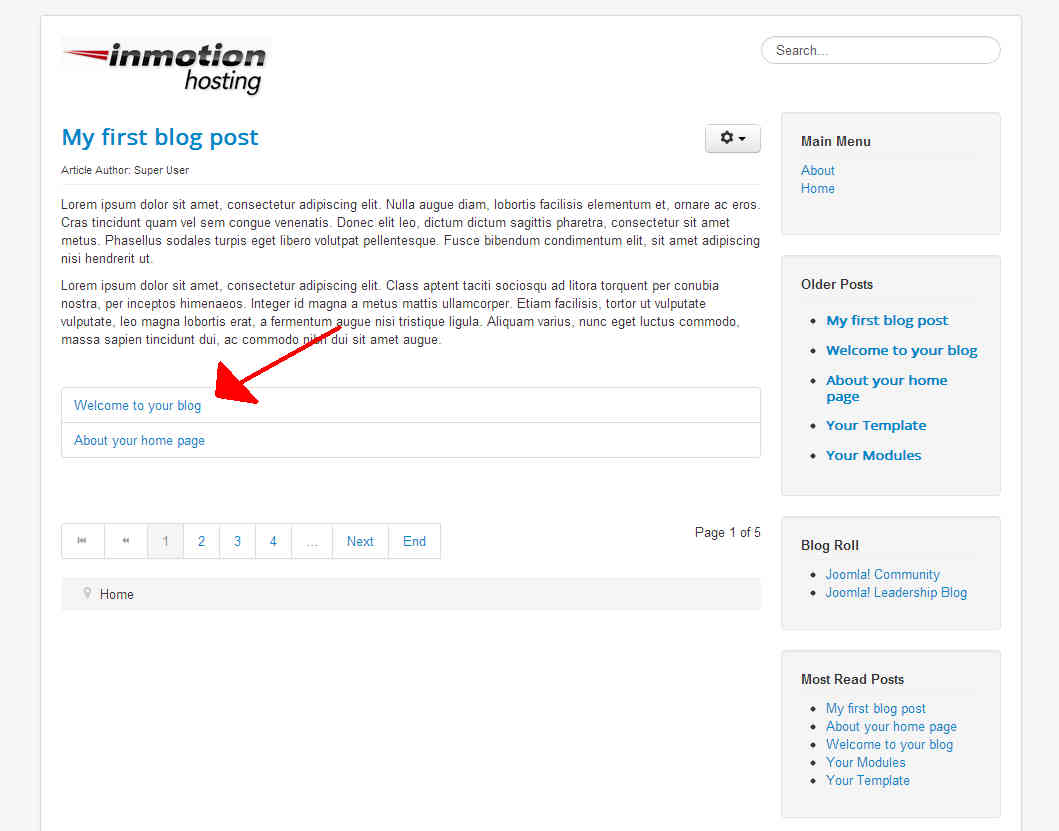 inmotion
hosting
Search...
My first blog post
Article Author: Super User
Lorem ipsum dolor sit amet, consectetur adipiscing elit. Nulla augue diam, lobortis facilisis elementum et, ornare ac eros.
Cras tincidunt quam vel sem congue venenatis. Donec elit leo, dictum dictum sagittis pharetra, consectetur sit amet
metus. Phasellus sodales turpis eget libero volutpat pellentesque. Fusce bibendum condimentum elit, sit amet adipiscing
nisi hendrerit ut.
Lorem ipsum dolor sit amet, consectetur adipiscing elit. Class aptent taciti sociosqu ad litora torquent per conubia
nostra, per inceptos himenaeos. Integer id magna a metus mattis ullamcorper. Etiam facilisis, tortor ut vulputate
vulputate, leo magna lobortis erat, a fermentum augue nisi tristique ligula. Aliquam varius, nunc eget luctus commodo,
massa sapien tincidunt dui, ac commodo nibh dui sit amet augue.
Welcome to your blog
About your home page
1 2 3 4 ... Next End
Page 1 of 5
Home
Main Menu
About
Home
Older Posts
My first blog post
Welcome to your blog
About your home
page
Your Template
Your Modules
Blog Roll
Joomla! Community
Joomla! Leadership Blog
Most Read Posts
My first blog post
About your home page
Welcome to your blog
Your Modules
Your Template